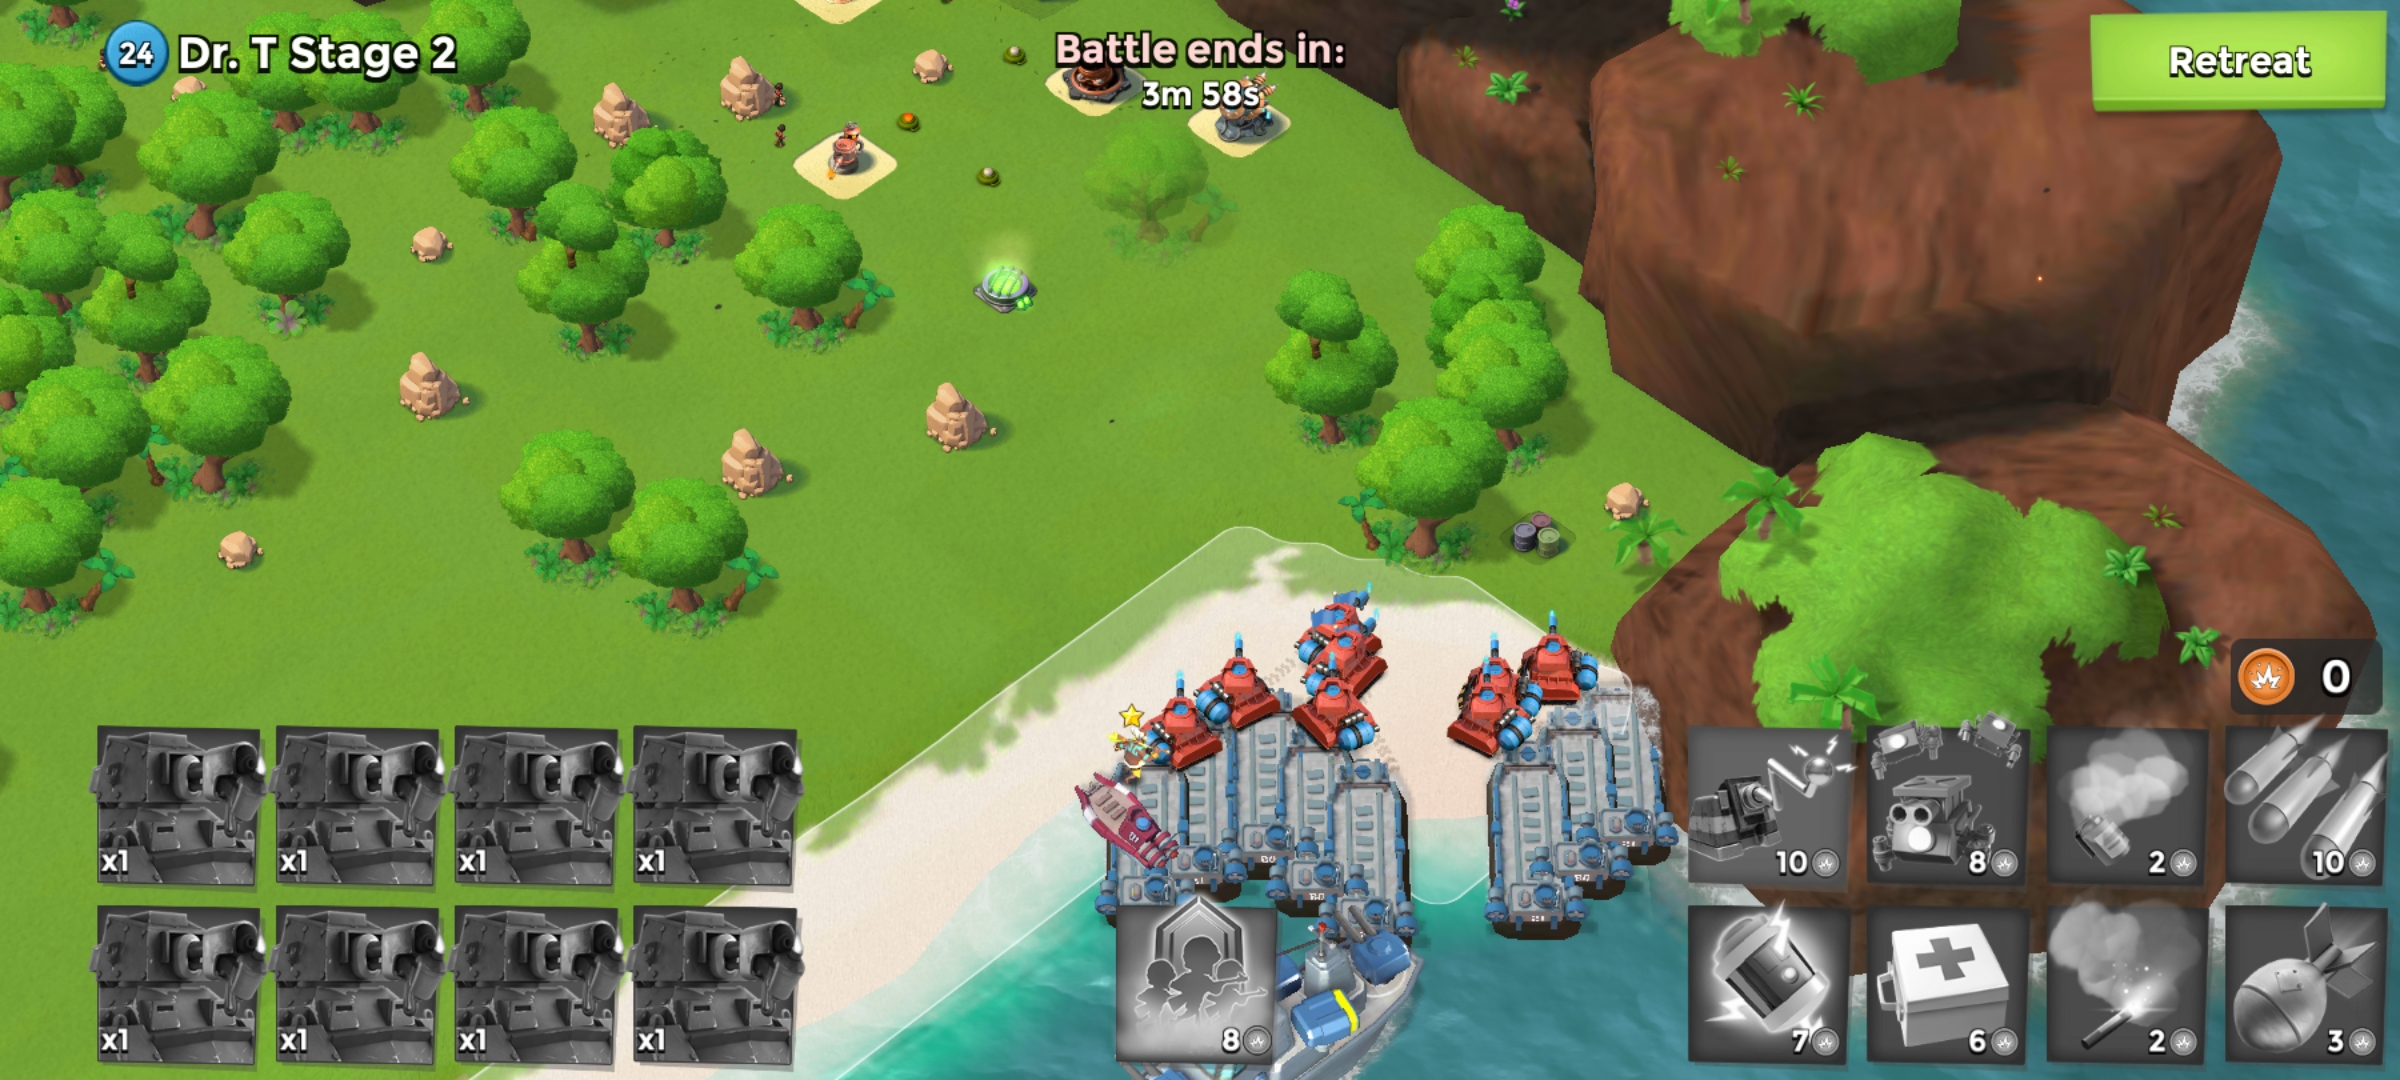 24 Dr. T Stage 2
Battle ends in:
3m 58s
Retreat
0
x1 x1 x1 x1
10 8 2 10
x1 x1 x1 x1
8
7 6 2 3